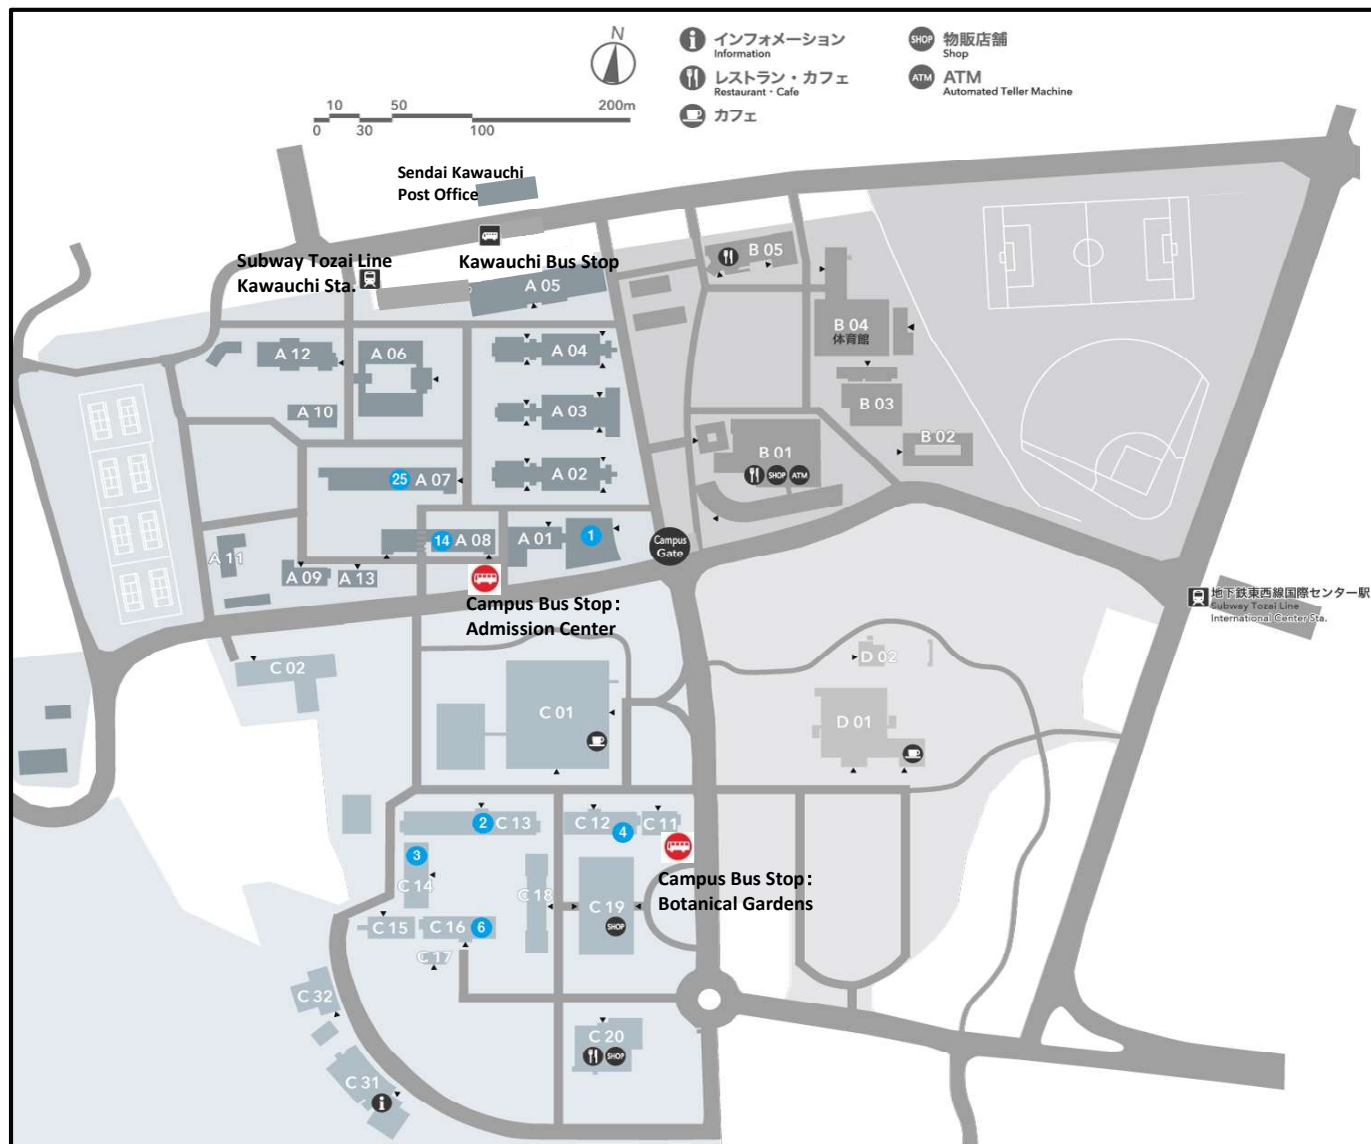 N
インフォメーション
Information
SHOP
物販店舗
Shop
レストラン・カフェ
Restaurant・Cafe
ATM
ATM
Automated Teller Machine
カフェ
10
50
200m
0
30
100
Sendai Kawauchi
Post Office
Subway Tozai Line
Kawauchi Sta.
Kawauchi Bus Stop
A 05
B 05
A 12
A 06
A 04
B 04
体育館
A 10
A 03
B 03
B 02
25
A 07
A 02
B 01
SHOP
ATM
A 11
14
A 08
A 01
1
Campus
Gate
A 09
A 13
Campus Bus Stop:
Admission Center
地下鉄東西線国際センター駅
Subway Tozai Line
International Center Sta.
C 02
D 02
C 01
D 01
2
C 13
C 12
4
C 11
3
C 14
Campus Bus Stop:
Botanical Gardens
C 18
C 19
SHOP
C 15
C 16
6
C 17
C 32
C 20
SHOP
C 31